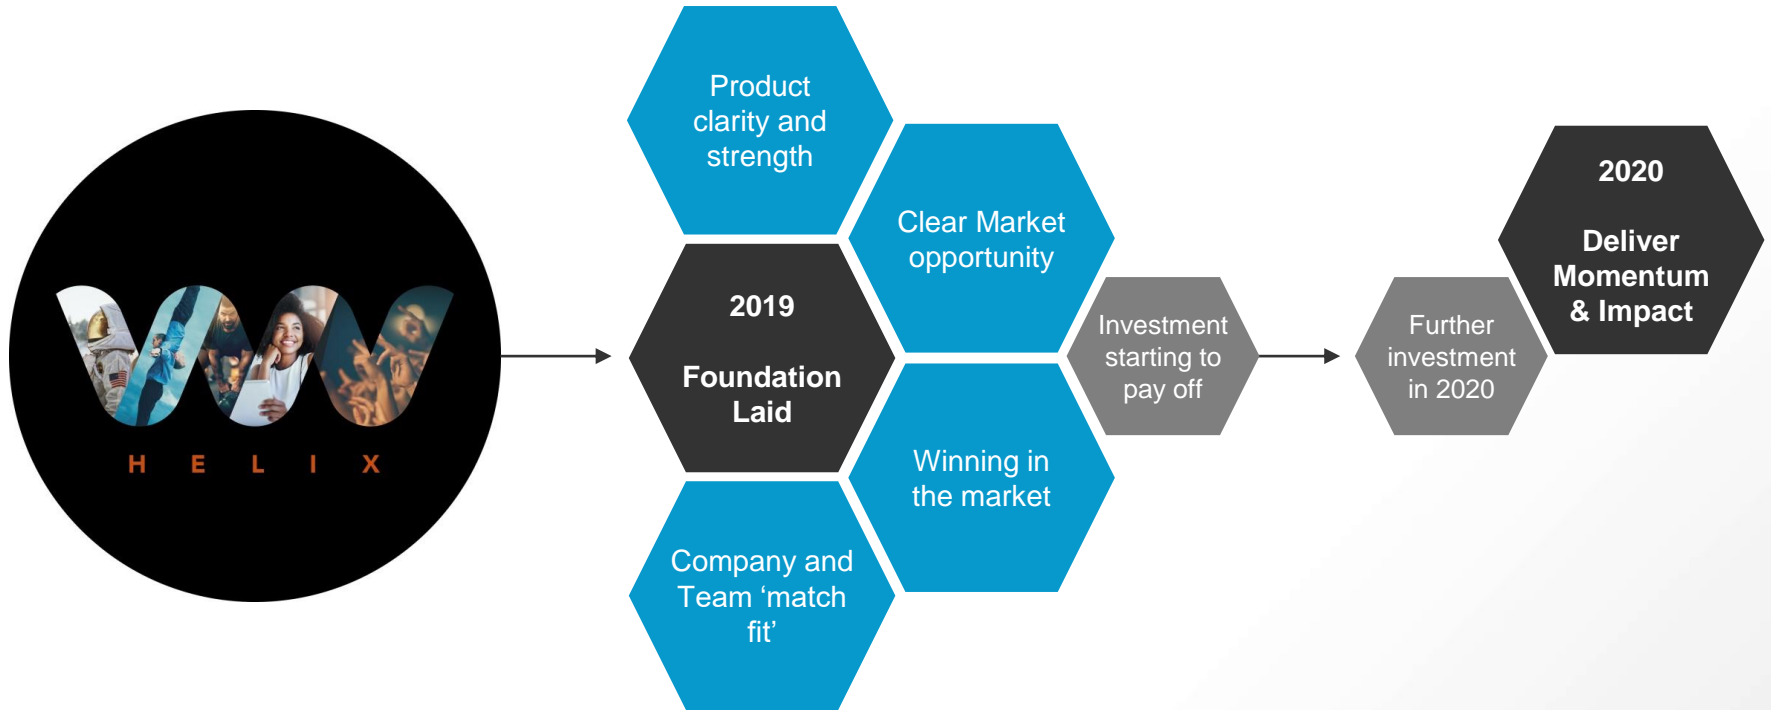 HELIX
Product
clarity and
strength
Clear Market
opportunity
2019
Foundation
Laid
Winning in
the market
Company and
Team ‘match
fit’
Investment
starting to
pay off
Further
investment
in 2020
2020
Deliver
Momentum
& Impact